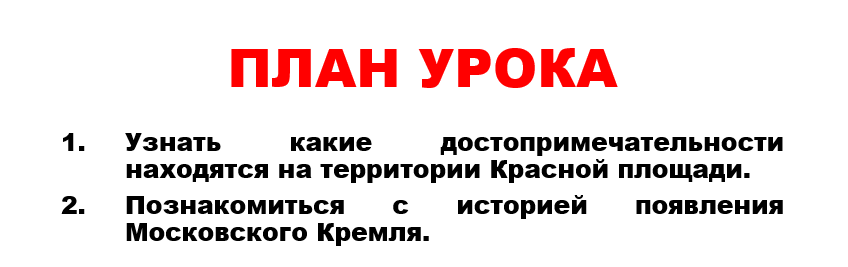 ПЛАН УРОКА
1. Узнать какие достопримечательности
находятся на территории Красной площади.
2. Познакомиться с историей появления
Московского Кремля.